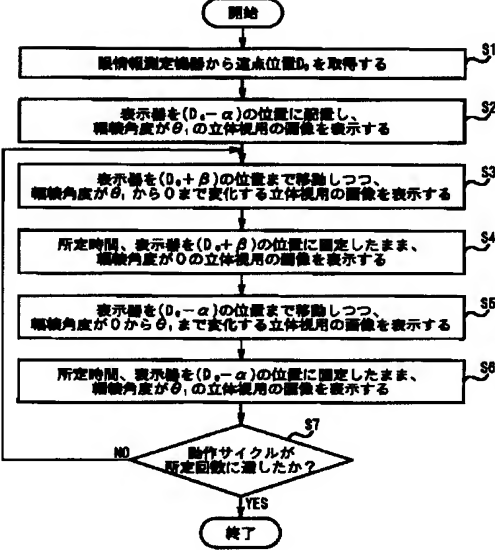 開始
S1
眼情報測定機器から遠点位置D₀を取得する
S2
表示器を(D₀-α)の位置に配置し、
輻輳角度がθ₁の立体視用の画像を表示する
S3
表示器を(D₀+β)の位置まで移動しつつ、
輻輳角度がθ₁から0まで変化する立体視用の画像を表示する
S4
所定時間、表示器を(D₀+β)の位置に固定したまま、
輻輳角度が0の立体視用の画像を表示する
S5
表示器を(D₀-α)の位置まで移動しつつ、
輻輳角度が0からθ₁まで変化する立体視用の画像を表示する
S6
所定時間、表示器を(D₀-α)の位置に固定したまま、
輻輳角度がθ₁の立体視用の画像を表示する
S7
動作サイクルが
所定回数に達したか?
NO
YES
終了